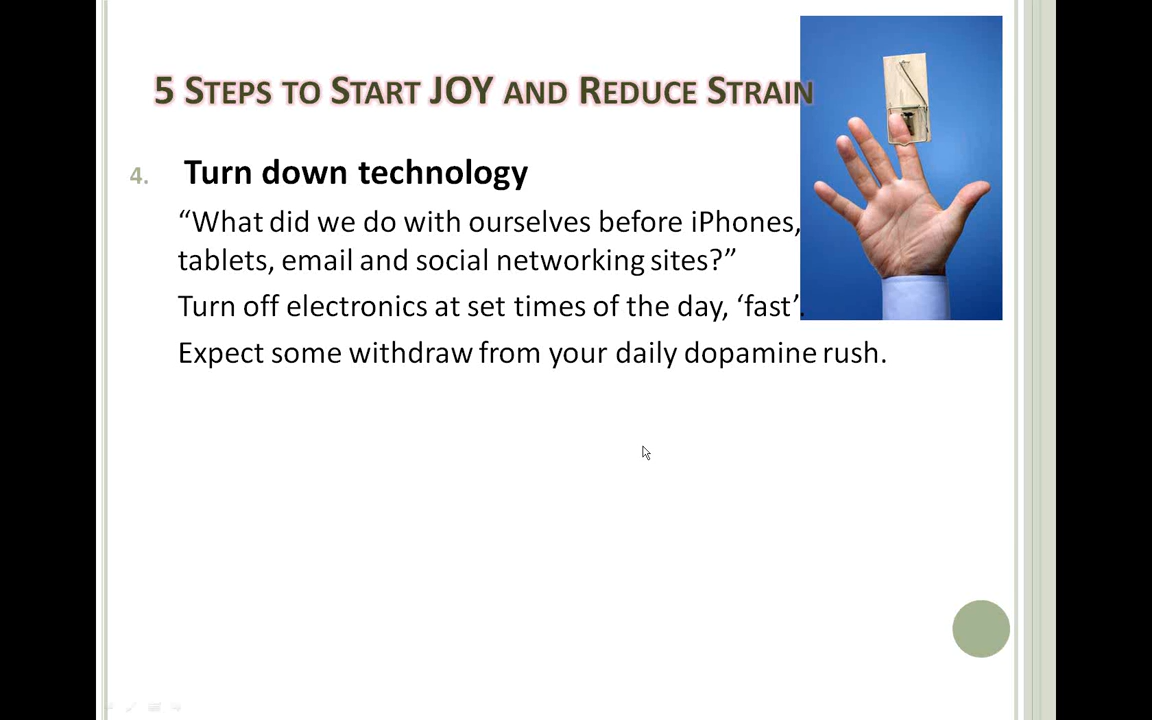 5 STEPS TO START JOY AND REDUCE STRAIN
4. Turn down technology
“What did we do with ourselves before iPhones,
tablets, email and social networking sites?”
Turn off electronics at set times of the day, ‘fast’.
Expect some withdraw from your daily dopamine rush.